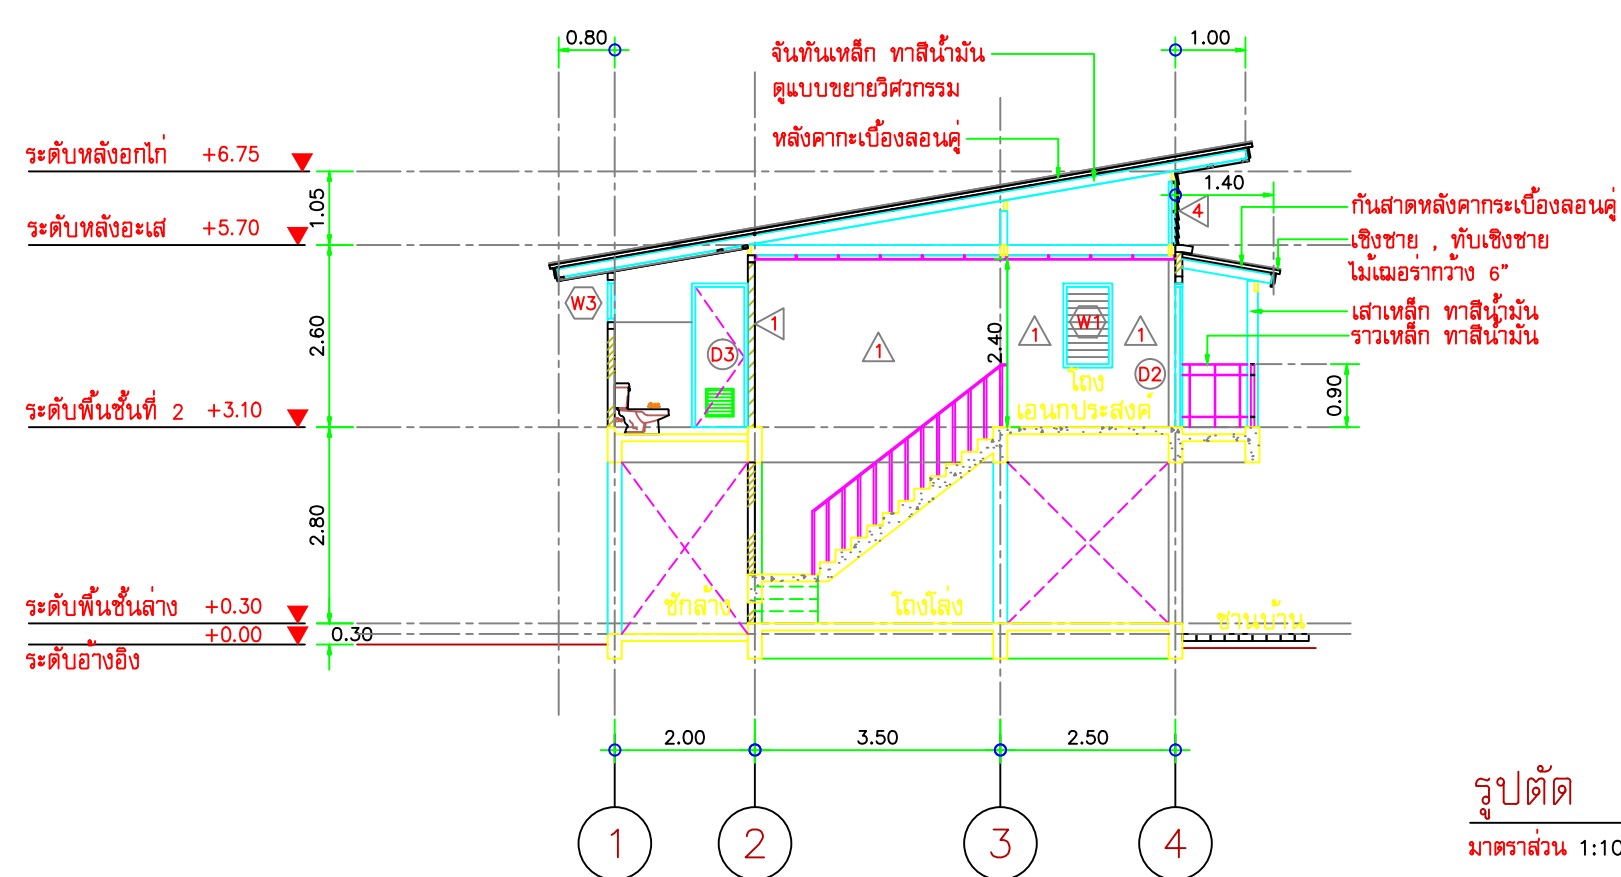 0.80
1.00
จันทันเหล็ก ทาสีน้ำมัน
ดูแบบขยายวิศวกรรม
หลังคากะเบื้องลอนคู่
ระดับหลังอกไก่ +6.75
1.05
1.40
4
กันสาดหลังคากระเบื้องลอนคู่
ระดับหลังอะเส +5.70
เชิงชาย , ทับเชิงชาย
ไม้เฌอร่ากว้าง 6"
เสาเหล็ก ทาสีน้ำมัน
ราวเหล็ก ทาสีน้ำมัน
W3
1
W1
1
1
1
D3
D2
2.60
2.40
0.90
โถง
เอนกประสงค์
ระดับพื้นชั้นที่ 2 +3.10
2.80
ระดับพื้นชั้นล่าง +0.30
ซักล้าง
โถงโล่ง
ชานบ้าน
+0.00
0.30
ระดับอ้างอิง
2.00
3.50
2.50
1
2
3
4
รูปตัด
มาตราส่วน 1:10